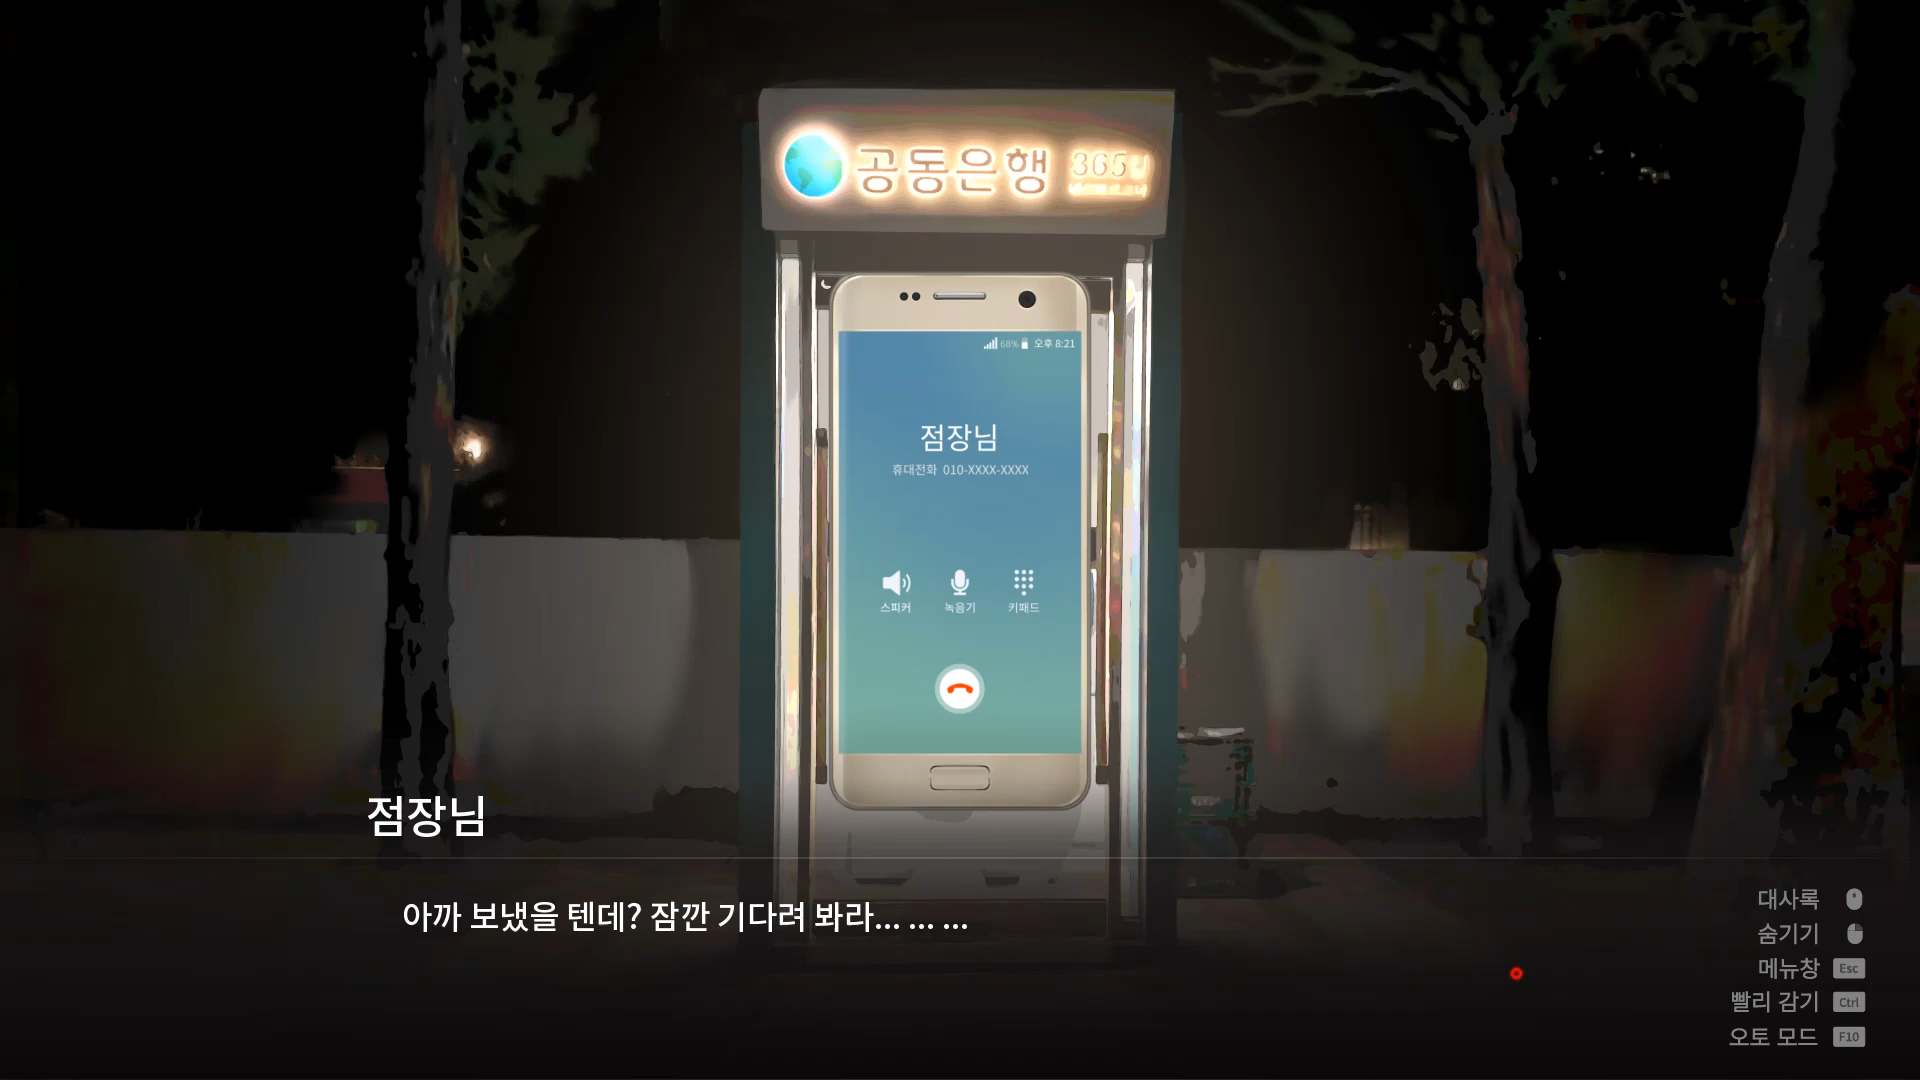 공동은행 365
68% 오후 8:21
점장님
휴대전화 010-XXXX-XXXX
스피커 녹음기 키패드
점장님
아까 보냈을 텐데? 잠깐 기다려 봐라... ... ...
대사록
숨기기
메뉴창 Esc
빨리 감기 Ctrl
오토 모드 F10